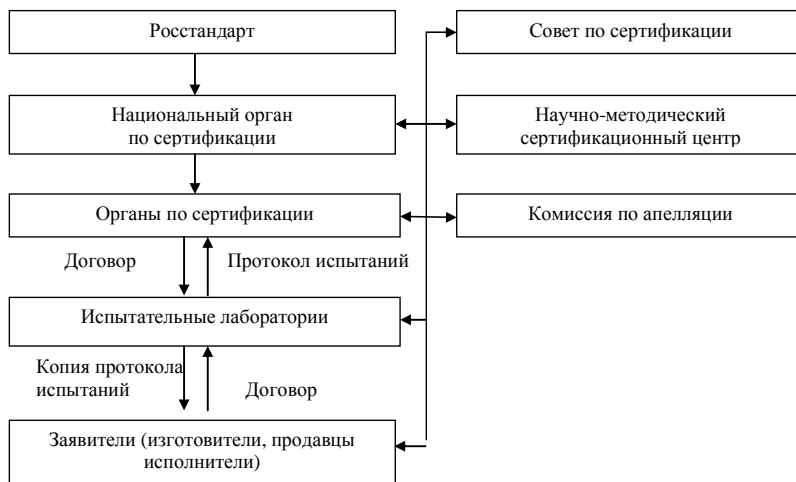 Росстандарт
Совет по сертификации
Национальный орган
по сертификации
Научно-методический
сертификационный центр
Органы по сертификации
Комиссия по апелляции
Договор
Протокол испытаний
Испытательные лаборатории
Копия протокола
испытаний
Договор
Заявители (изготовители, продавцы
исполнители)